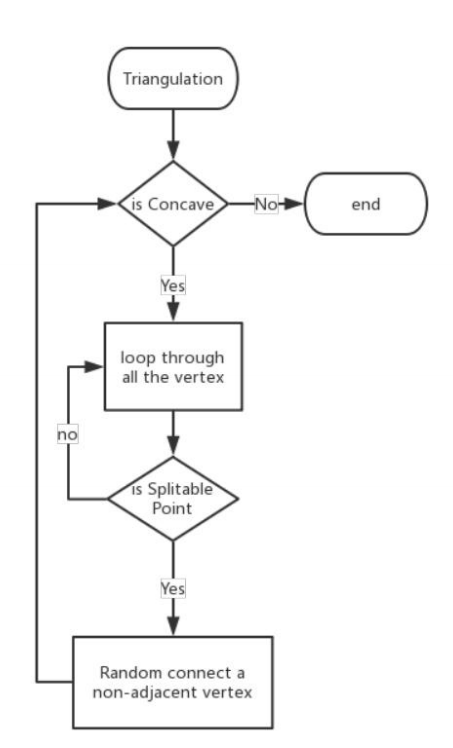 Triangulation
is Concave
No
end
Yes
loop through
all the vertex
no
is Splitable
Point
Yes
Random connect a
non-adjacent vertex